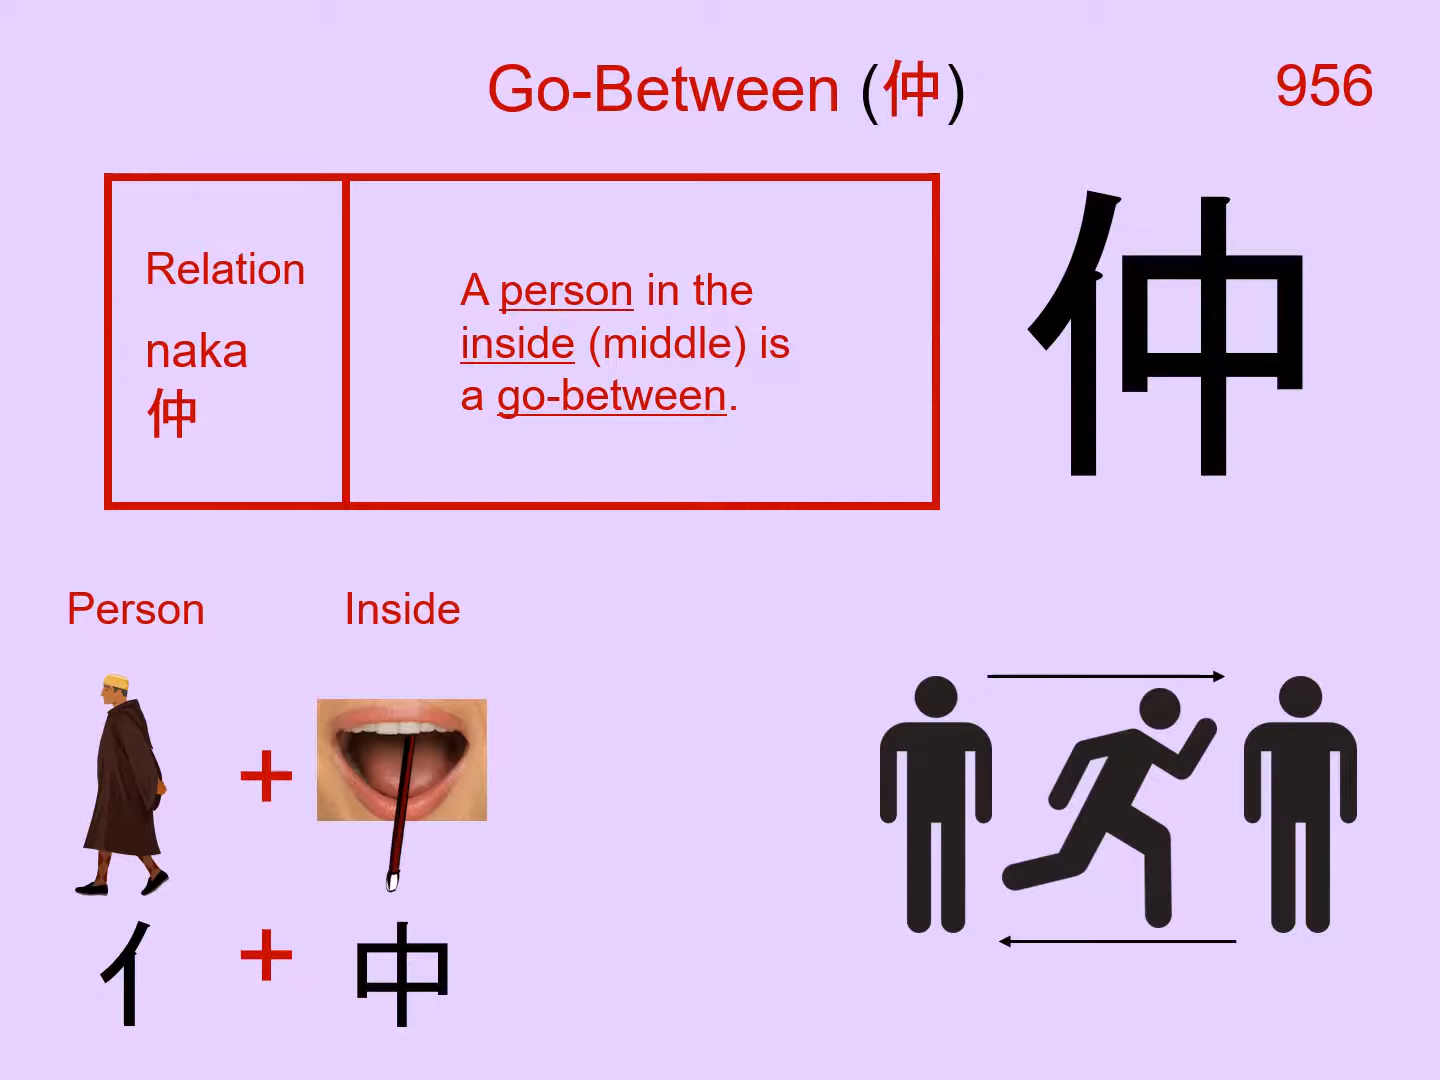 Go-Between (仲)
956
Relation
naka
仲
A person in the
inside (middle) is
a go-between.
仲
Person
Inside
+
亻
+
中